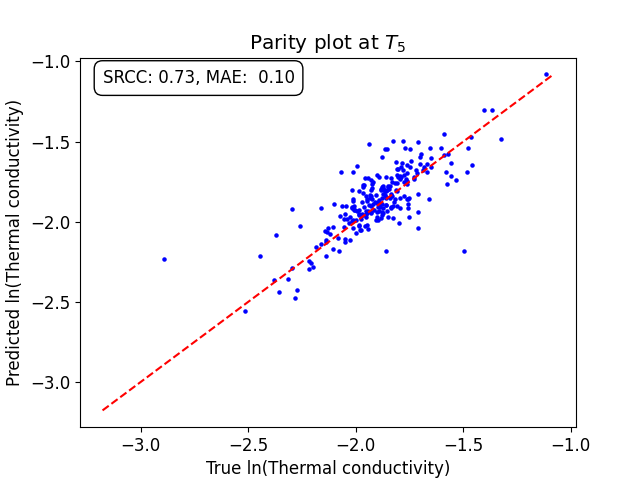 Parity plot at T5
SRCC: 0.73, MAE:  0.10
−1.0
−1.5
−2.0
−2.5
−3.0
Predicted ln(Thermal conductivity)
−3.0 −2.5 −2.0 −1.5 −1.0
True ln(Thermal conductivity)